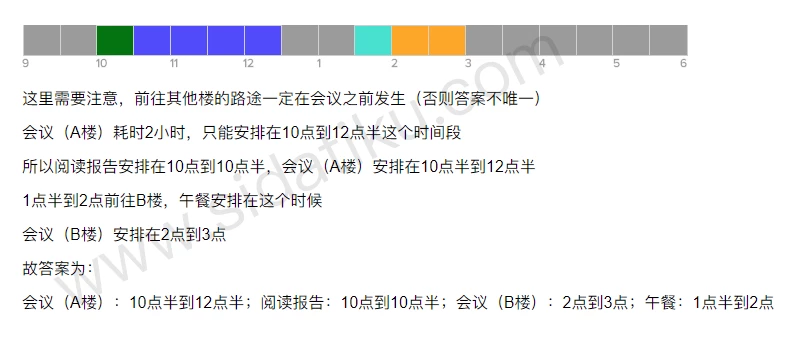 9 10 11 12 1 2 3 4 5 6
这里需要注意，前往其他楼的路途一定在会议之前发生（否则答案不唯一）
会议（A楼）耗时2小时，只能安排在10点到12点半这个时间段
所以阅读报告安排在10点到10点半，会议（A楼）安排在10点半到12点半
1点半到2点前往B楼，午餐安排在这个时候
会议（B楼）安排在2点到3点
故答案为：
会议（A楼）：10点半到12点半；阅读报告：10点到10点半；会议（B楼）：2点到3点；午餐：1点半到2点
www.sidatiku.com